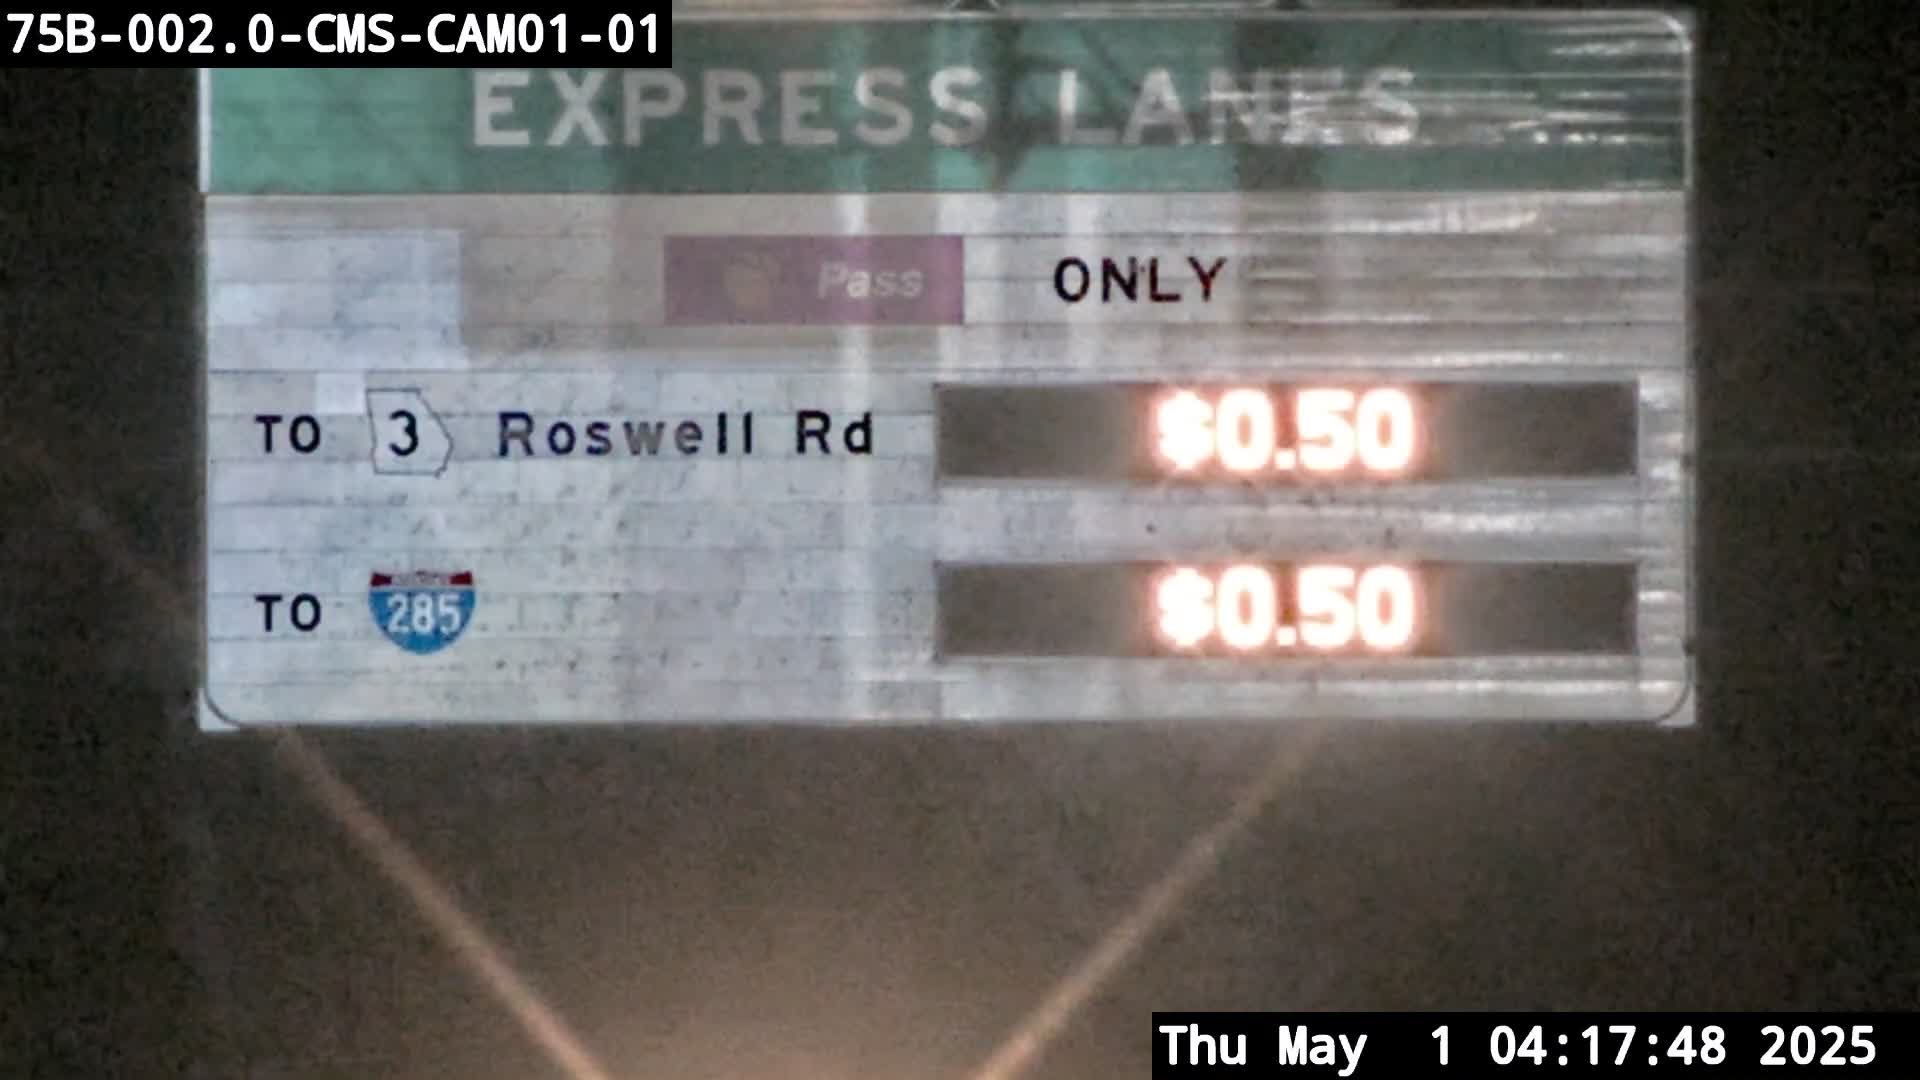 75B-002.0-CMS-CAM01-01
EXPRESS LANES
Pass ONLY
TO 3 Roswell Rd $0.50
TO 285 $0.50
Thu May 1 04:17:48 2025